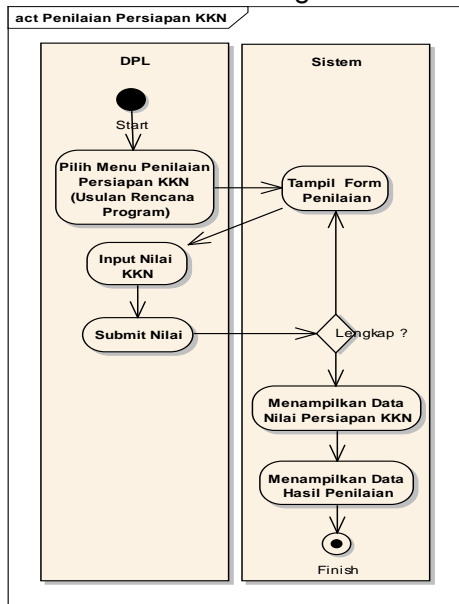 act Penilaian Persiapan KKN
DPL
Sistem
Start
Pilih Menu Penilaian
Persiapan KKN
(Usulan Rencana
Program)
Tampil Form
Penilaian
Input Nilai
KKN
Submit Nilai
Lengkap ?
Menampilkan Data
Nilai Persiapan KKN
Menampilkan Data
Hasil Penilaian
Finish